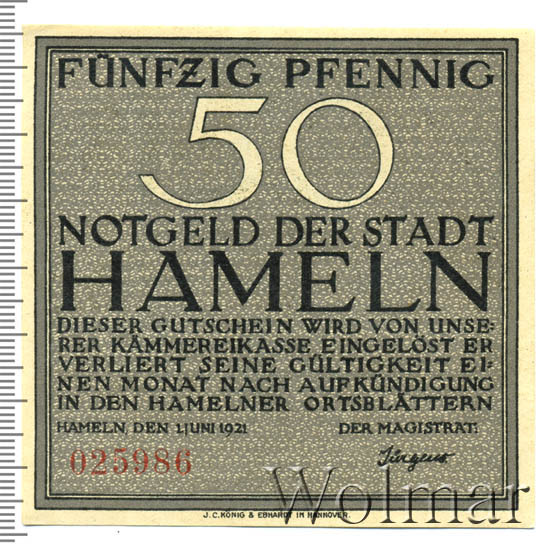 FÜNFZIG PFENNIG
50
NOTGELD DER STADT
HAMELN
DIESER GUTSCHEIN WIRD VON UNSE-
RER KÄMMEREIKASSE EINGELÖST ER
VERLIERT SEINE GÜLTIGKEIT EI-
NEN MONAT NACH AUFKÜNDIGUNG
IN DEN HAMELNER ORTSBLÄTTERN
HAMELN, DEN 1.JUNI 1921 DER MAGISTRAT:
025986 Jürgens.
J.C.KÖNIG & EBHARDT IN HANNOVER.
Wolmar